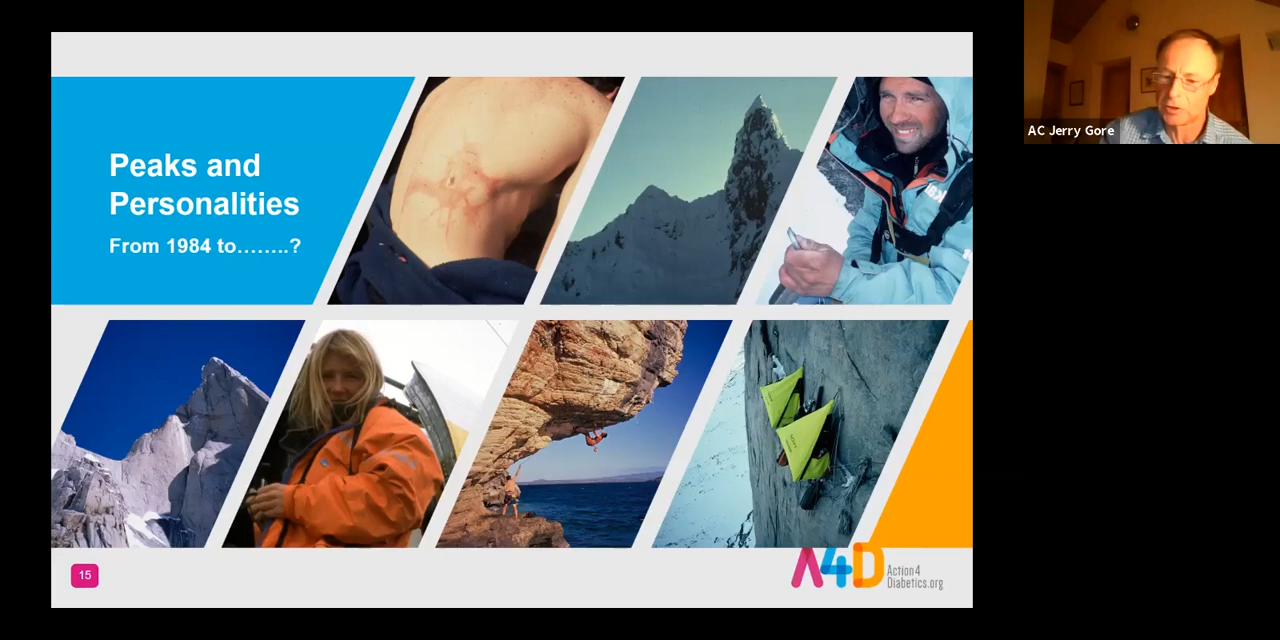 Peaks and
Personalities
From 1984 to……..?
AC Jerry Gore
15
A4D
Action4
Diabetics.org